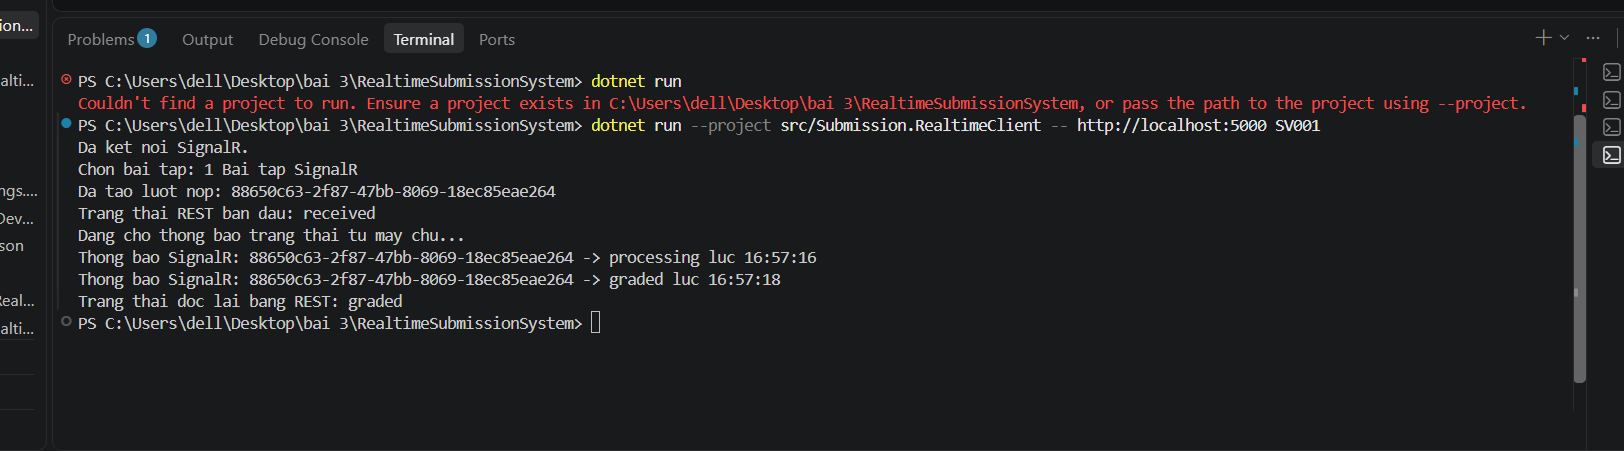 ion...
Problems 1 Output Debug Console Terminal Ports
alti...
PS C:\Users\dell\Desktop\bai 3\RealtimeSubmissionSystem> dotnet run
Couldn't find a project to run. Ensure a project exists in C:\Users\dell\Desktop\bai 3\RealtimeSubmissionSystem, or pass the path to the project using --project.
PS C:\Users\dell\Desktop\bai 3\RealtimeSubmissionSystem> dotnet run --project src/Submission.RealtimeClient -- http://localhost:5000 SV001
Da ket noi SignalR.
Chon bai tap: 1 Bai tap SignalR
Da tao luot nop: 88650c63-2f87-47bb-8069-18ec85eae264
Trang thai REST ban dau: received
Dang cho thong bao trang thai tu may chu...
Thong bao SignalR: 88650c63-2f87-47bb-8069-18ec85eae264 -> processing luc 16:57:16
Thong bao SignalR: 88650c63-2f87-47bb-8069-18ec85eae264 -> graded luc 16:57:18
Trang thai doc lai bang REST: graded
PS C:\Users\dell\Desktop\bai 3\RealtimeSubmissionSystem>
ngs....
Dev...
son
Real...
alti...